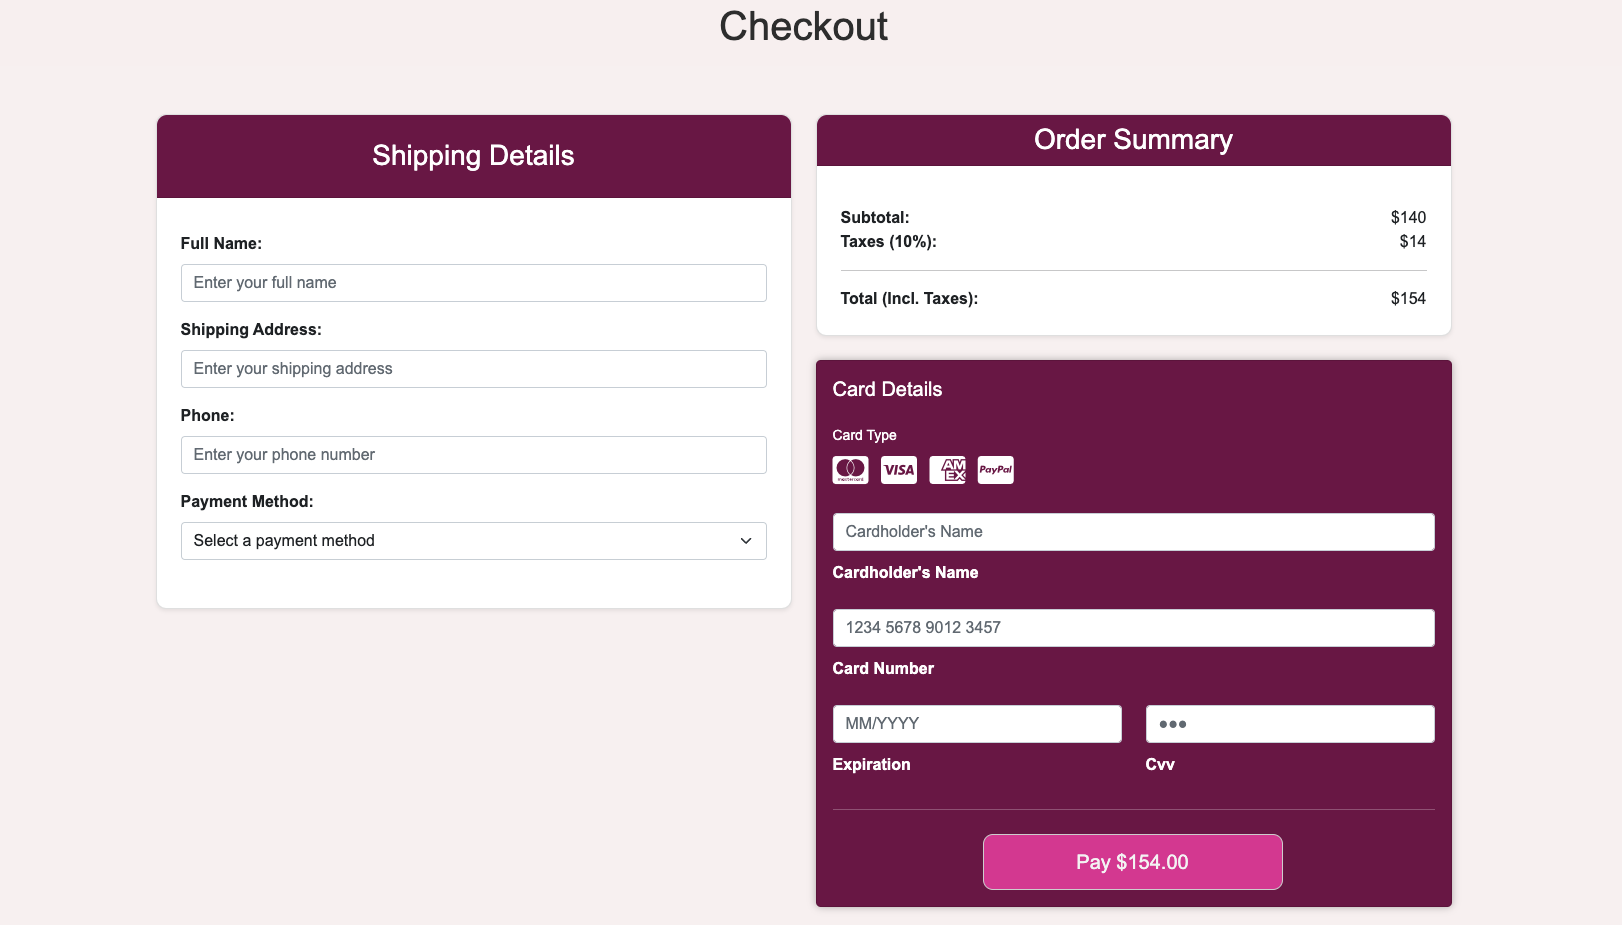 Checkout
Shipping Details
Full Name:
Enter your full name
Shipping Address:
Enter your shipping address
Phone:
Enter your phone number
Payment Method:
Select a payment method
Order Summary
Subtotal: $140
Taxes (10%): $14
Total (Incl. Taxes): $154
Card Details
Card Type
mastercard VISA AM EX PayPal
Cardholder's Name
Cardholder's Name
1234 5678 9012 3457
Card Number
MM/YYYY ●●●
Expiration Cvv
Pay $154.00